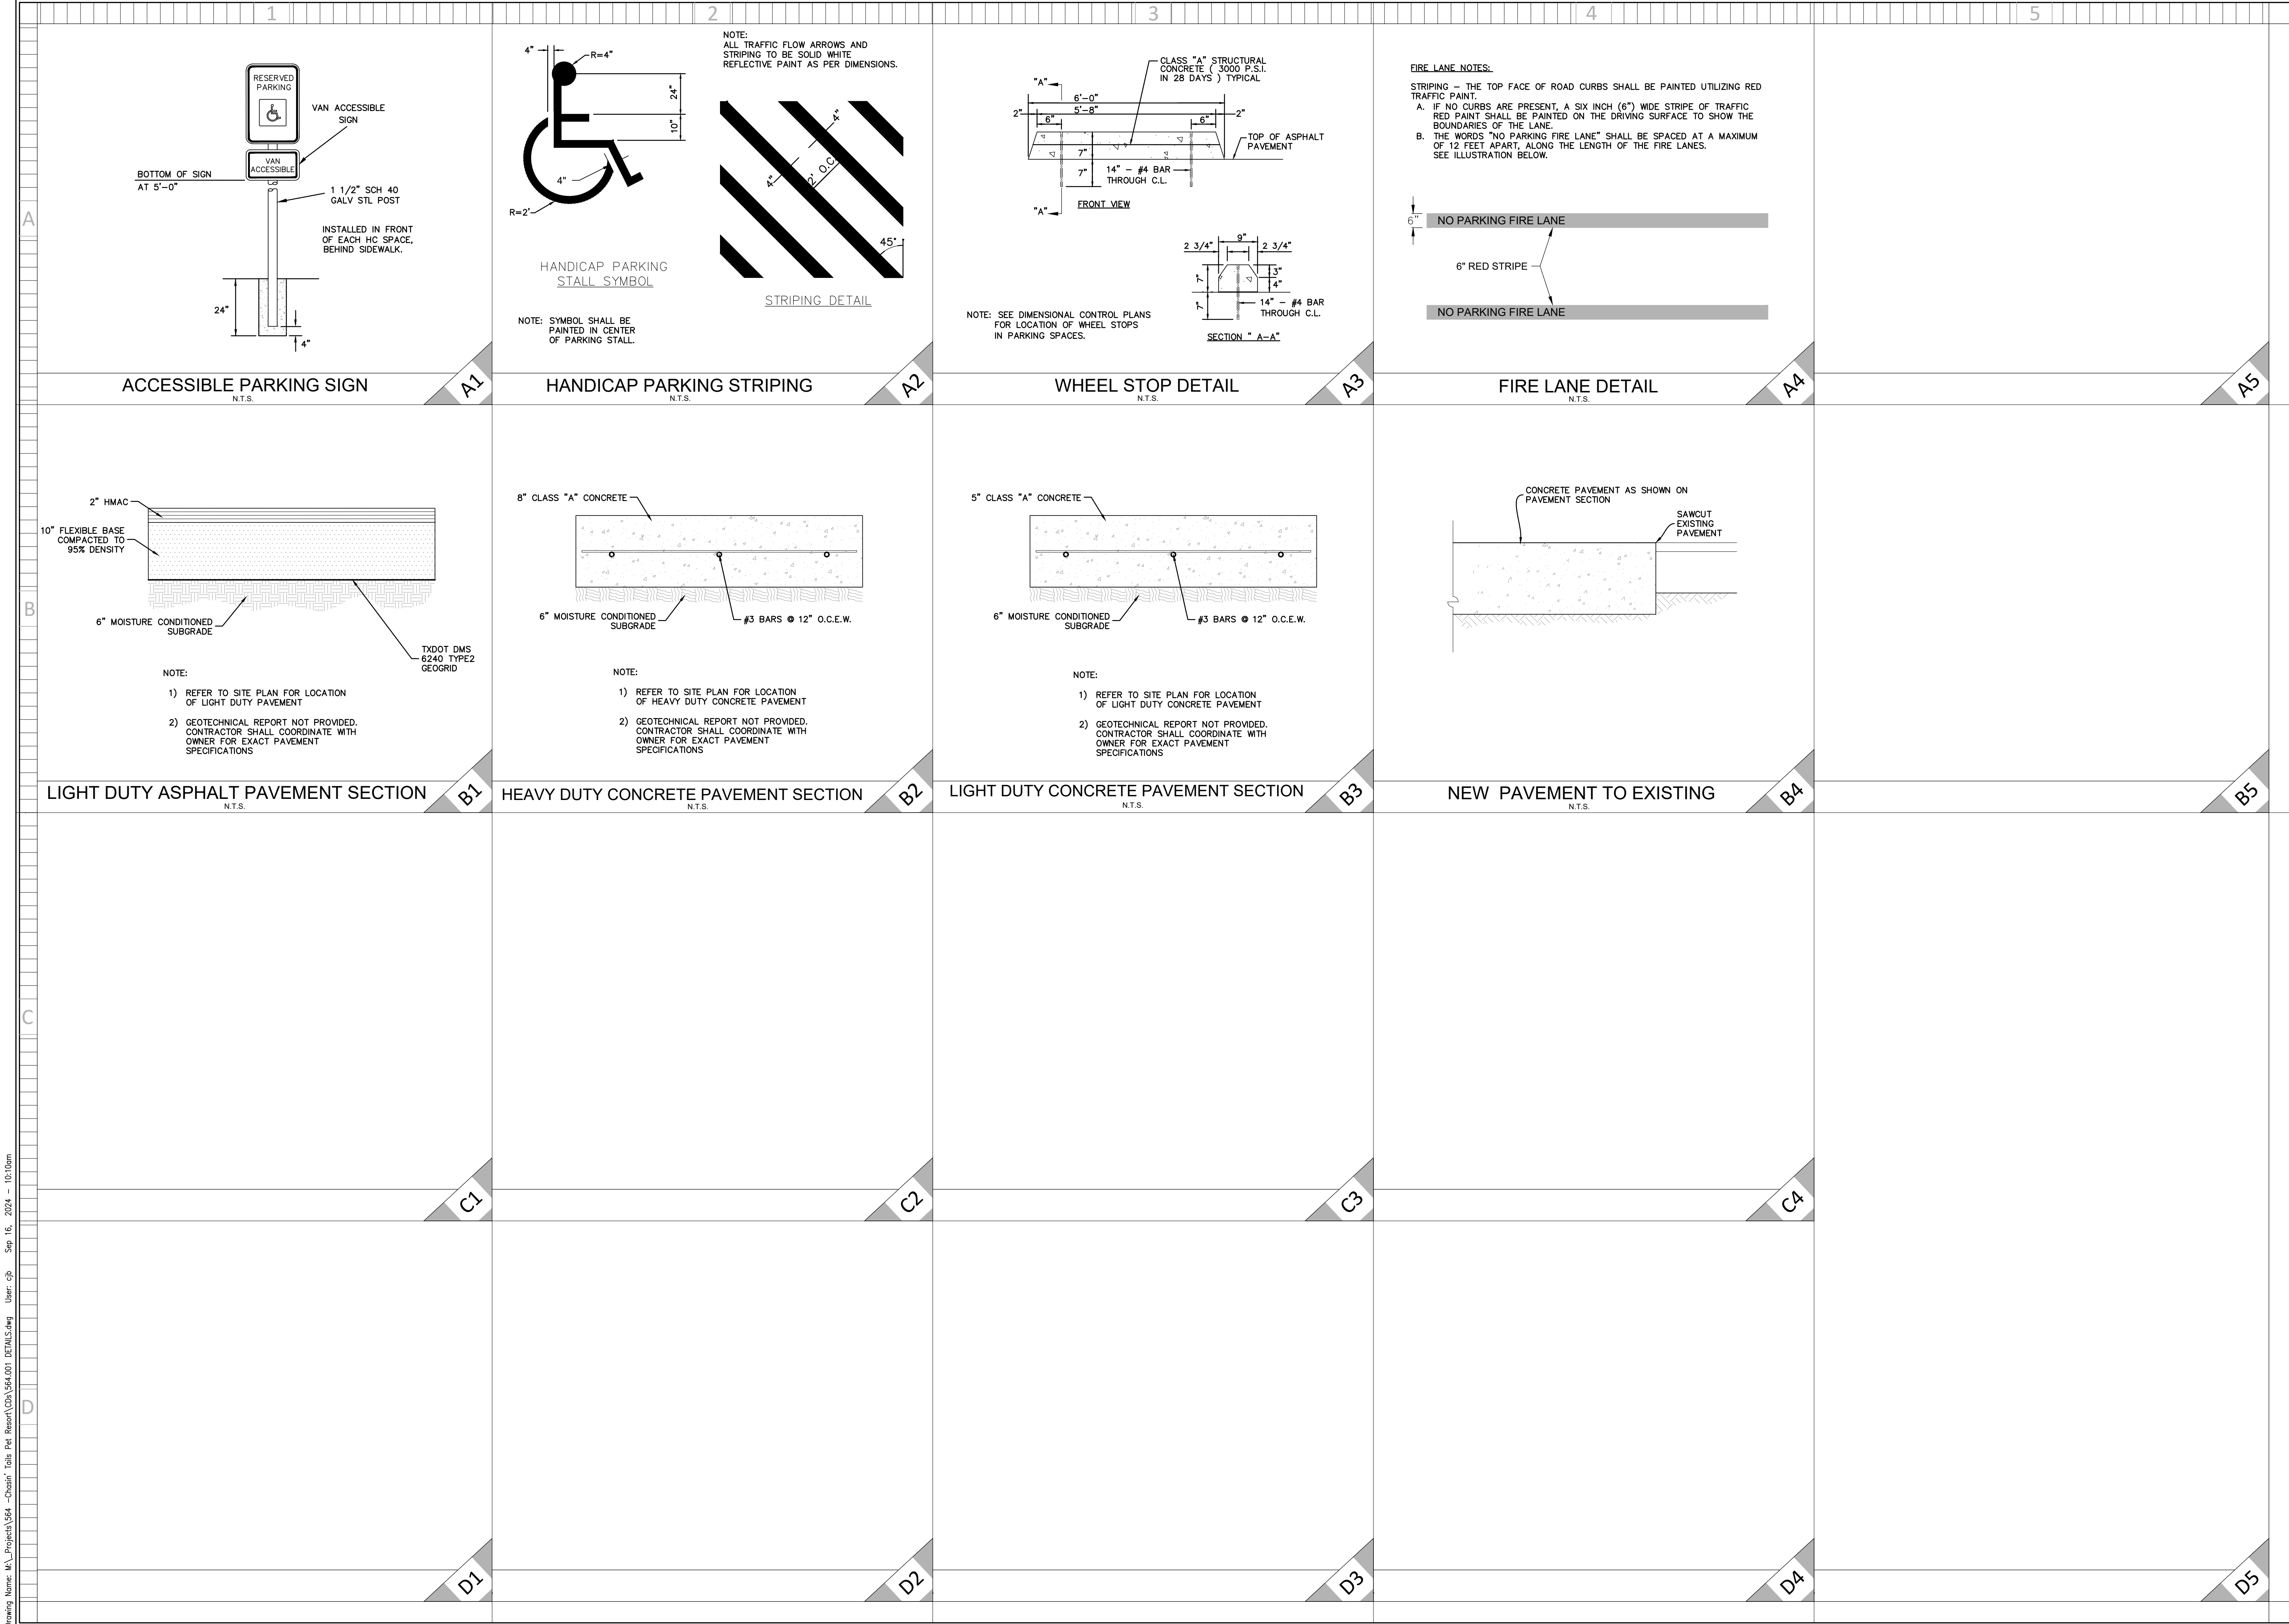 1
2
3
4
5
A
B
C
D
RESERVED
PARKING
VAN ACCESSIBLE
SIGN
VAN
ACCESSIBLE
BOTTOM OF SIGN
AT 5'-0"
1 1/2" SCH 40
GALV STL POST
INSTALLED IN FRONT
OF EACH HC SPACE,
BEHIND SIDEWALK.
24"
4"
ACCESSIBLE PARKING SIGN
N.T.S.
A1
NOTE:
ALL TRAFFIC FLOW ARROWS AND
STRIPING TO BE SOLID WHITE
REFLECTIVE PAINT AS PER DIMENSIONS.
4"
R=4"
24"
10"
4"
R=2'
4"
4"
2' O.C.
45°
HANDICAP PARKING
STALL SYMBOL
STRIPING DETAIL
NOTE: SYMBOL SHALL BE
PAINTED IN CENTER
OF PARKING STALL.
HANDICAP PARKING STRIPING
N.T.S.
A2
CLASS "A" STRUCTURAL
CONCRETE ( 3000 P.S.I.
IN 28 DAYS ) TYPICAL
"A"
6'-0"
2"
5'-8"
2"
6"
6"
TOP OF ASPHALT
PAVEMENT
7"
7"
14" - #4 BAR
THROUGH C.L.
"A"
FRONT VIEW
9"
2 3/4"
2 3/4"
7"
3"
4"
7"
14" - #4 BAR
THROUGH C.L.
SECTION " A-A"
NOTE: SEE DIMENSIONAL CONTROL PLANS
FOR LOCATION OF WHEEL STOPS
IN PARKING SPACES.
WHEEL STOP DETAIL
N.T.S.
A3
FIRE LANE NOTES:
STRIPING - THE TOP FACE OF ROAD CURBS SHALL BE PAINTED UTILIZING RED
TRAFFIC PAINT.
A. IF NO CURBS ARE PRESENT, A SIX INCH (6") WIDE STRIPE OF TRAFFIC
RED PAINT SHALL BE PAINTED ON THE DRIVING SURFACE TO SHOW THE
BOUNDARIES OF THE LANE.
B. THE WORDS "NO PARKING FIRE LANE" SHALL BE SPACED AT A MAXIMUM
OF 12 FEET APART, ALONG THE LENGTH OF THE FIRE LANES.
SEE ILLUSTRATION BELOW.
6"
NO PARKING FIRE LANE
6" RED STRIPE
NO PARKING FIRE LANE
FIRE LANE DETAIL
N.T.S.
A4
A5
2" HMAC
10" FLEXIBLE BASE
COMPACTED TO
95% DENSITY
6" MOISTURE CONDITIONED
SUBGRADE
TXDOT DMS
6240 TYPE2
GEOGRID
NOTE:
1) REFER TO SITE PLAN FOR LOCATION
OF LIGHT DUTY PAVEMENT
2) GEOTECHNICAL REPORT NOT PROVIDED.
CONTRACTOR SHALL COORDINATE WITH
OWNER FOR EXACT PAVEMENT
SPECIFICATIONS
LIGHT DUTY ASPHALT PAVEMENT SECTION
N.T.S.
B1
8" CLASS "A" CONCRETE
6" MOISTURE CONDITIONED
SUBGRADE
#3 BARS @ 12" O.C.E.W.
NOTE:
1) REFER TO SITE PLAN FOR LOCATION
OF HEAVY DUTY CONCRETE PAVEMENT
2) GEOTECHNICAL REPORT NOT PROVIDED.
CONTRACTOR SHALL COORDINATE WITH
OWNER FOR EXACT PAVEMENT
SPECIFICATIONS
HEAVY DUTY CONCRETE PAVEMENT SECTION
N.T.S.
B2
5" CLASS "A" CONCRETE
6" MOISTURE CONDITIONED
SUBGRADE
#3 BARS @ 12" O.C.E.W.
NOTE:
1) REFER TO SITE PLAN FOR LOCATION
OF LIGHT DUTY CONCRETE PAVEMENT
2) GEOTECHNICAL REPORT NOT PROVIDED.
CONTRACTOR SHALL COORDINATE WITH
OWNER FOR EXACT PAVEMENT
SPECIFICATIONS
LIGHT DUTY CONCRETE PAVEMENT SECTION
N.T.S.
B3
CONCRETE PAVEMENT AS SHOWN ON
PAVEMENT SECTION
SAWCUT
EXISTING
PAVEMENT
NEW PAVEMENT TO EXISTING
N.T.S.
B4
B5
C1
C2
C3
C4
D1
D2
D3
D4
D5
rawing Name: M:\_Projects\564 -Chasin' Tails Pet Resort\CDs\564.001 DETAILS.dwg User: cjb Sep 16, 2024 - 10:10am